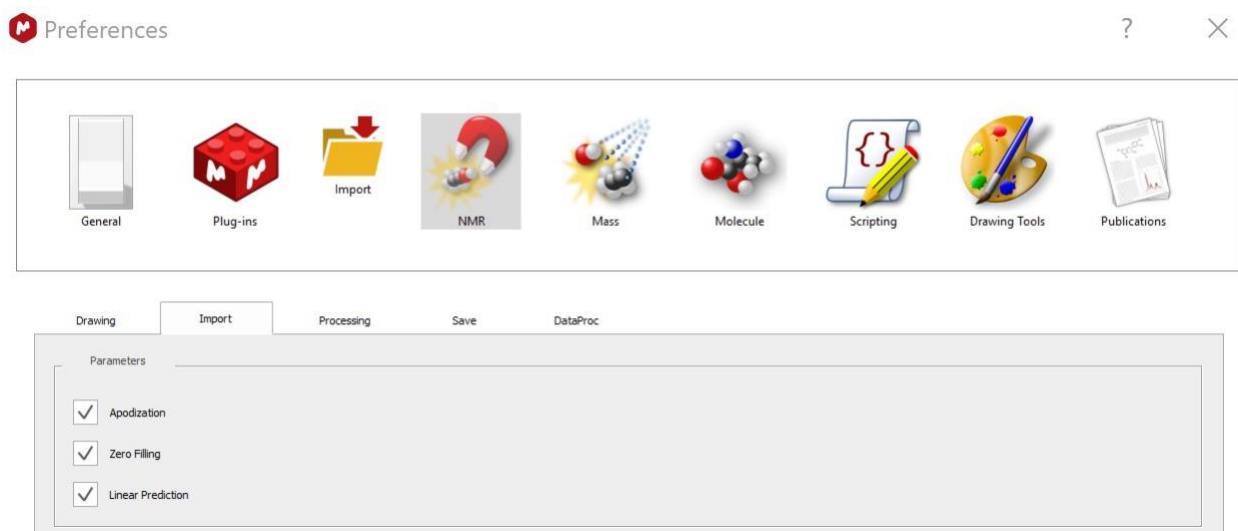 Preferences
?
General Plug-ins Import NMR Mass Molecule Scripting Drawing Tools Publications
Drawing Import Processing Save DataProc
Parameters
Apodization
Zero Filling
Linear Prediction